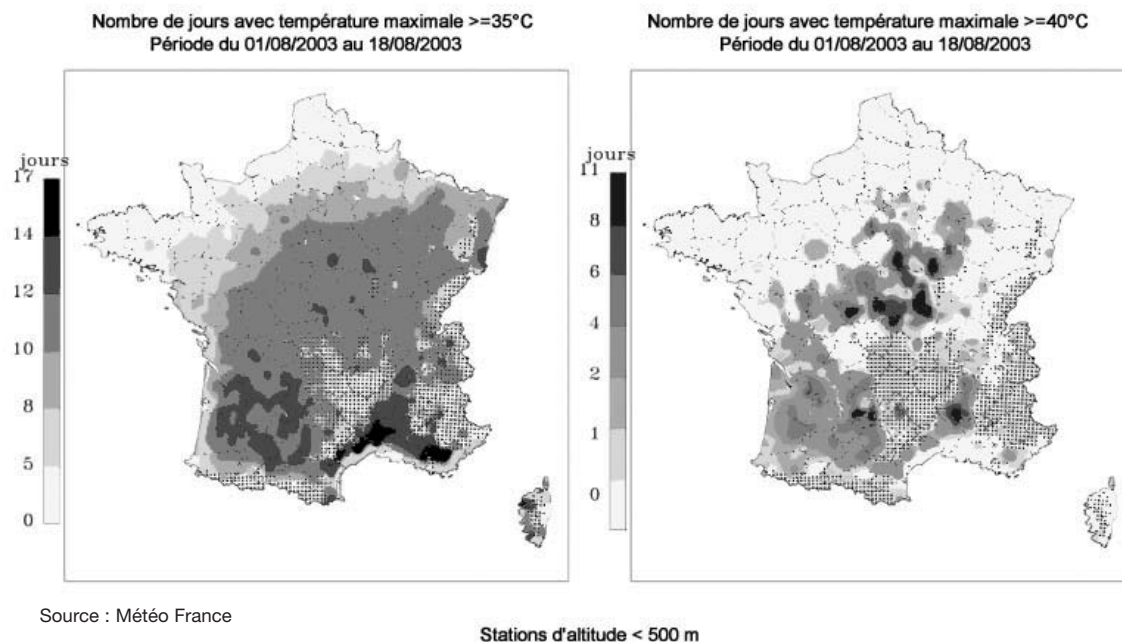 Nombre de jours avec température maximale >=35°C
Période du 01/08/2003 au 18/08/2003
jours
17
14
12
10
8
5
0
Nombre de jours avec température maximale >=40°C
Période du 01/08/2003 au 18/08/2003
jours
11
8
6
4
2
1
0
Source : Météo France
Stations d'altitude < 500 m